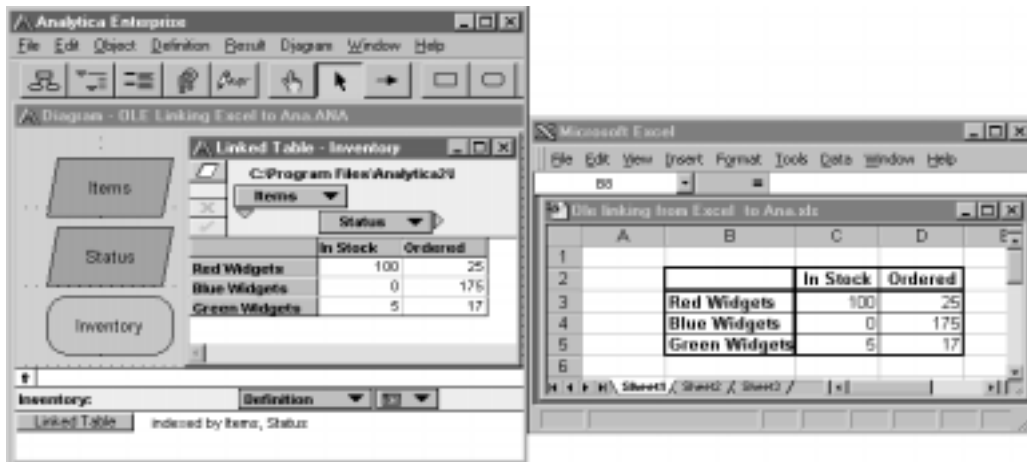 Analytica Enterprise
File Edit Object Definition Result Diagram Window Help
Diagram - OLE Linking Excel to Ana.ANA
Items
Status
Inventory
Linked Table - Inventory
C:\Program Files\Analytica2\I
Items
Status
In Stock Ordered
Red Widgets 100 25
Blue Widgets 0 175
Green Widgets 5 17
Inventory: Definition
Linked Table indexed by Items, Status
Microsoft Excel
File Edit View Insert Format Tools Data Window Help
B8 =
Ole linking from Excel to Ana.xls
A B C D E
1
2 In Stock Ordered
3 Red Widgets 100 25
4 Blue Widgets 0 175
5 Green Widgets 5 17
6
Sheet1 Sheet2 Sheet3